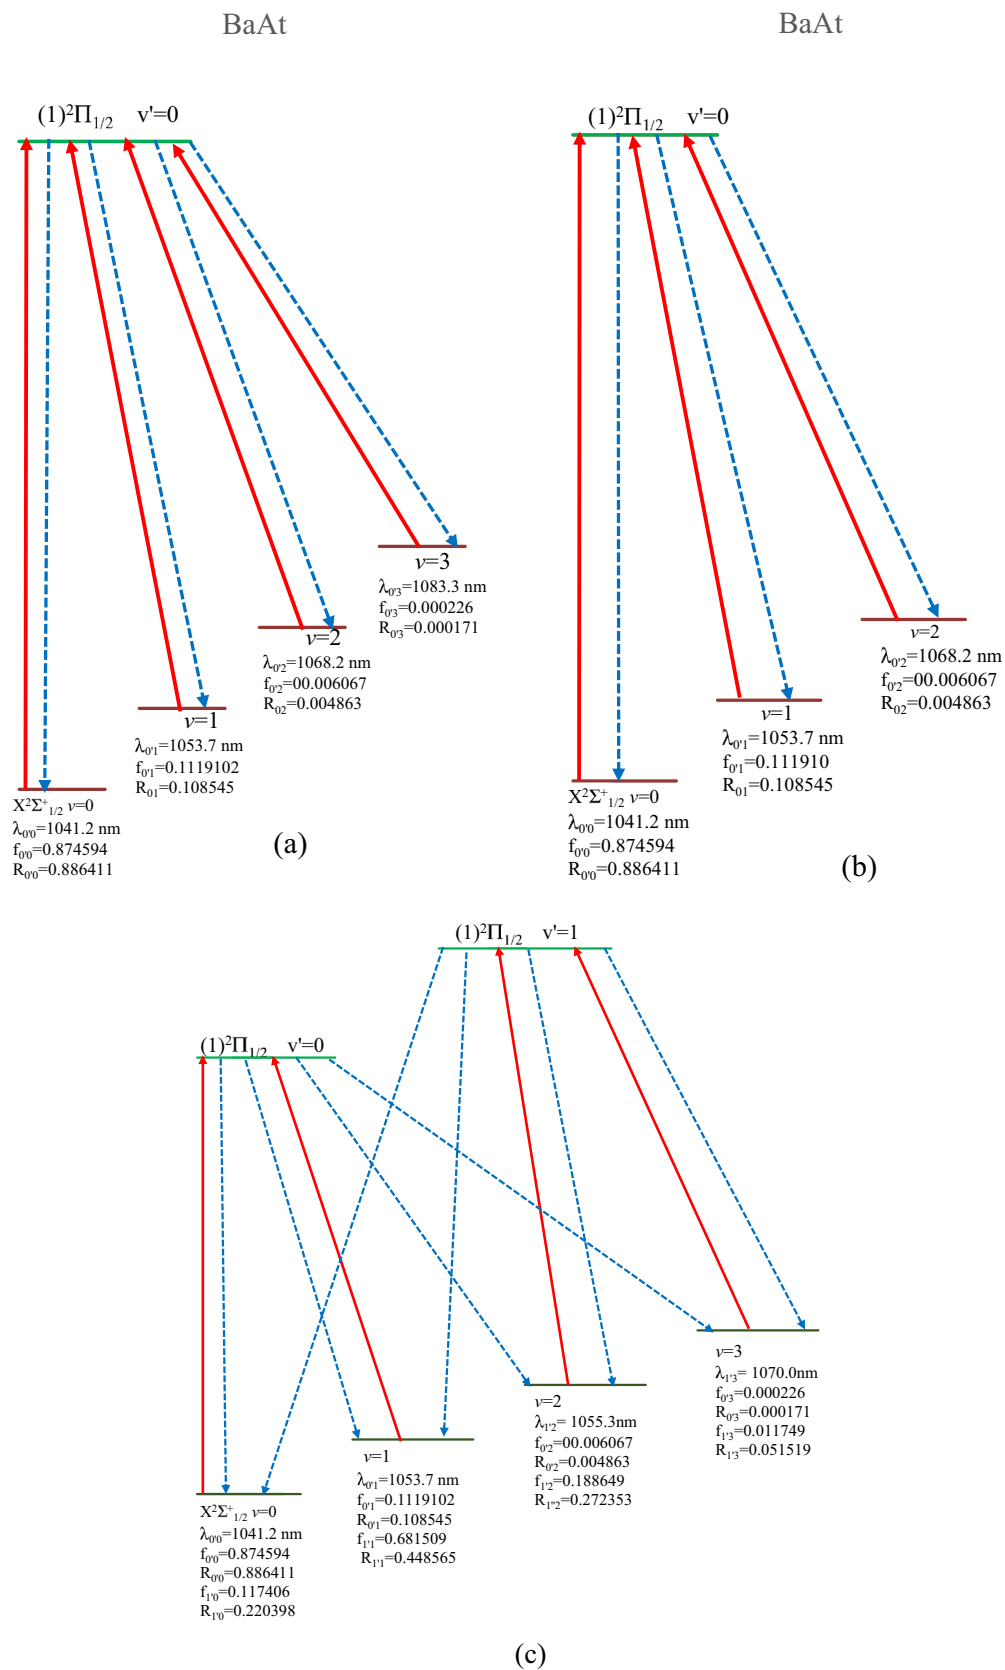 BaAt
(1)²Π₁/₂ v'=0
v=3
λ₀'₃=1083.3 nm
f₀'₃=0.000226
R₀'₃=0.000171
v=2
λ₀'₂=1068.2 nm
f₀'₂=00.006067
R₀₂=0.004863
v=1
λ₀'₁=1053.7 nm
f₀'₁=0.1119102
R₀₁=0.108545
X²Σ⁺₁/₂ v=0
λ₀'₀=1041.2 nm
f₀'₀=0.874594
R₀'₀=0.886411
(a)
BaAt
(1)²Π₁/₂ v'=0
v=2
λ₀'₂=1068.2 nm
f₀'₂=00.006067
R₀₂=0.004863
v=1
λ₀'₁=1053.7 nm
f₀'₁=0.111910
R₀₁=0.108545
X²Σ⁺₁/₂ v=0
λ₀'₀=1041.2 nm
f₀'₀=0.874594
R₀'₀=0.886411
(b)
(1)²Π₁/₂ v'=1
(1)²Π₁/₂ v'=0
v=3
λ₁'₃= 1070.0nm
f₀'₃=0.000226
R₀'₃=0.000171
f₁'₃=0.011749
R₁'₃=0.051519
v=2
λ₁'₂= 1055.3nm
f₀'₂=00.006067
R₀'₂=0.004863
f₁'₂=0.188649
R₁"₂=0.272353
v=1
λ₀'₁=1053.7 nm
f₀'₁=0.1119102
R₀'₁=0.108545
f₁'₁=0.681509
R₁'₁=0.448565
X²Σ⁺₁/₂ v=0
λ₀'₀=1041.2 nm
f₀'₀=0.874594
R₀'₀=0.886411
f₁'₀=0.117406
R₁'₀=0.220398
(c)